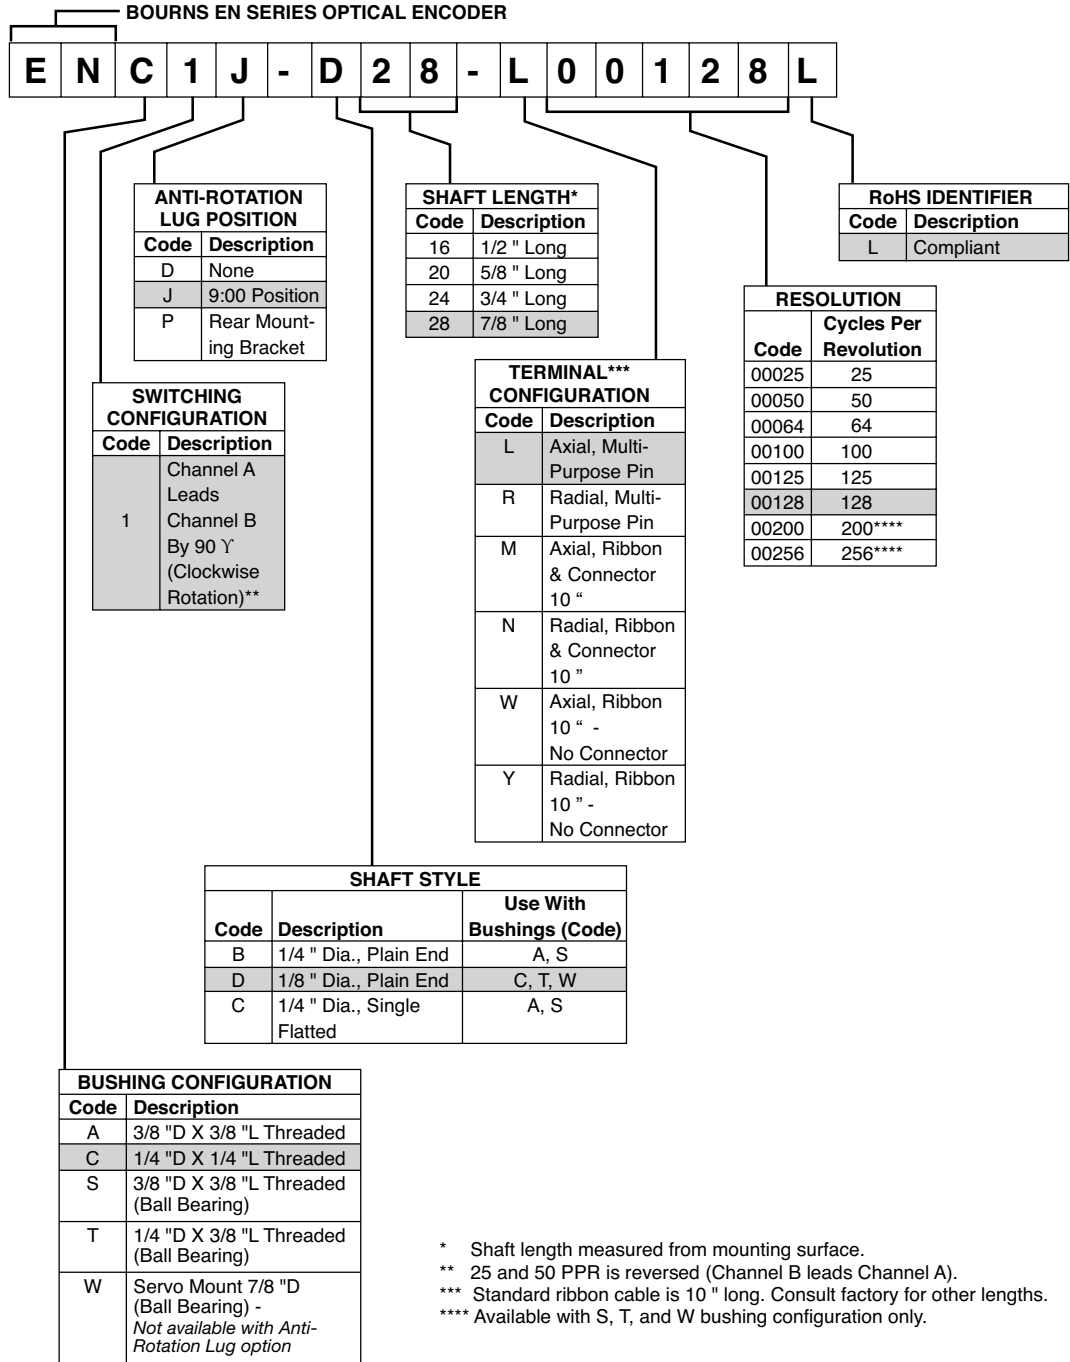 BOURNS EN SERIES OPTICAL ENCODER
E N C 1 J - D 2 8 - L 0 0 1 2 8 L
ANTI-ROTATION
LUG POSITION
Code Description
D None
J 9:00 Position
P Rear Mount-
ing Bracket
SHAFT LENGTH*
Code Description
16 1/2 " Long
20 5/8 " Long
24 3/4 " Long
28 7/8 " Long
RoHS IDENTIFIER
Code Description
L Compliant
RESOLUTION
Cycles Per
Code Revolution
00025 25
00050 50
00064 64
00100 100
00125 125
00128 128
00200 200****
00256 256****
SWITCHING
CONFIGURATION
Code Description
Channel A
Leads
1 Channel B
By 90 ϒ
(Clockwise
Rotation)**
TERMINAL***
CONFIGURATION
Code Description
L Axial, Multi-
Purpose Pin
R Radial, Multi-
Purpose Pin
M Axial, Ribbon
& Connector
10 “
N Radial, Ribbon
& Connector
10 ”
W Axial, Ribbon
10 “ -
No Connector
Y Radial, Ribbon
10 ” -
No Connector
SHAFT STYLE
Use With
Code Description Bushings (Code)
B 1/4 " Dia., Plain End A, S
D 1/8 " Dia., Plain End C, T, W
C 1/4 " Dia., Single A, S
Flatted
BUSHING CONFIGURATION
Code Description
A 3/8 "D X 3/8 "L Threaded
C 1/4 "D X 1/4 "L Threaded
S 3/8 "D X 3/8 "L Threaded
(Ball Bearing)
T 1/4 "D X 3/8 "L Threaded
(Ball Bearing)
W Servo Mount 7/8 "D
(Ball Bearing) -
Not available with Anti-
Rotation Lug option
* Shaft length measured from mounting surface.
** 25 and 50 PPR is reversed (Channel B leads Channel A).
*** Standard ribbon cable is 10 " long. Consult factory for other lengths.
**** Available with S, T, and W bushing configuration only.